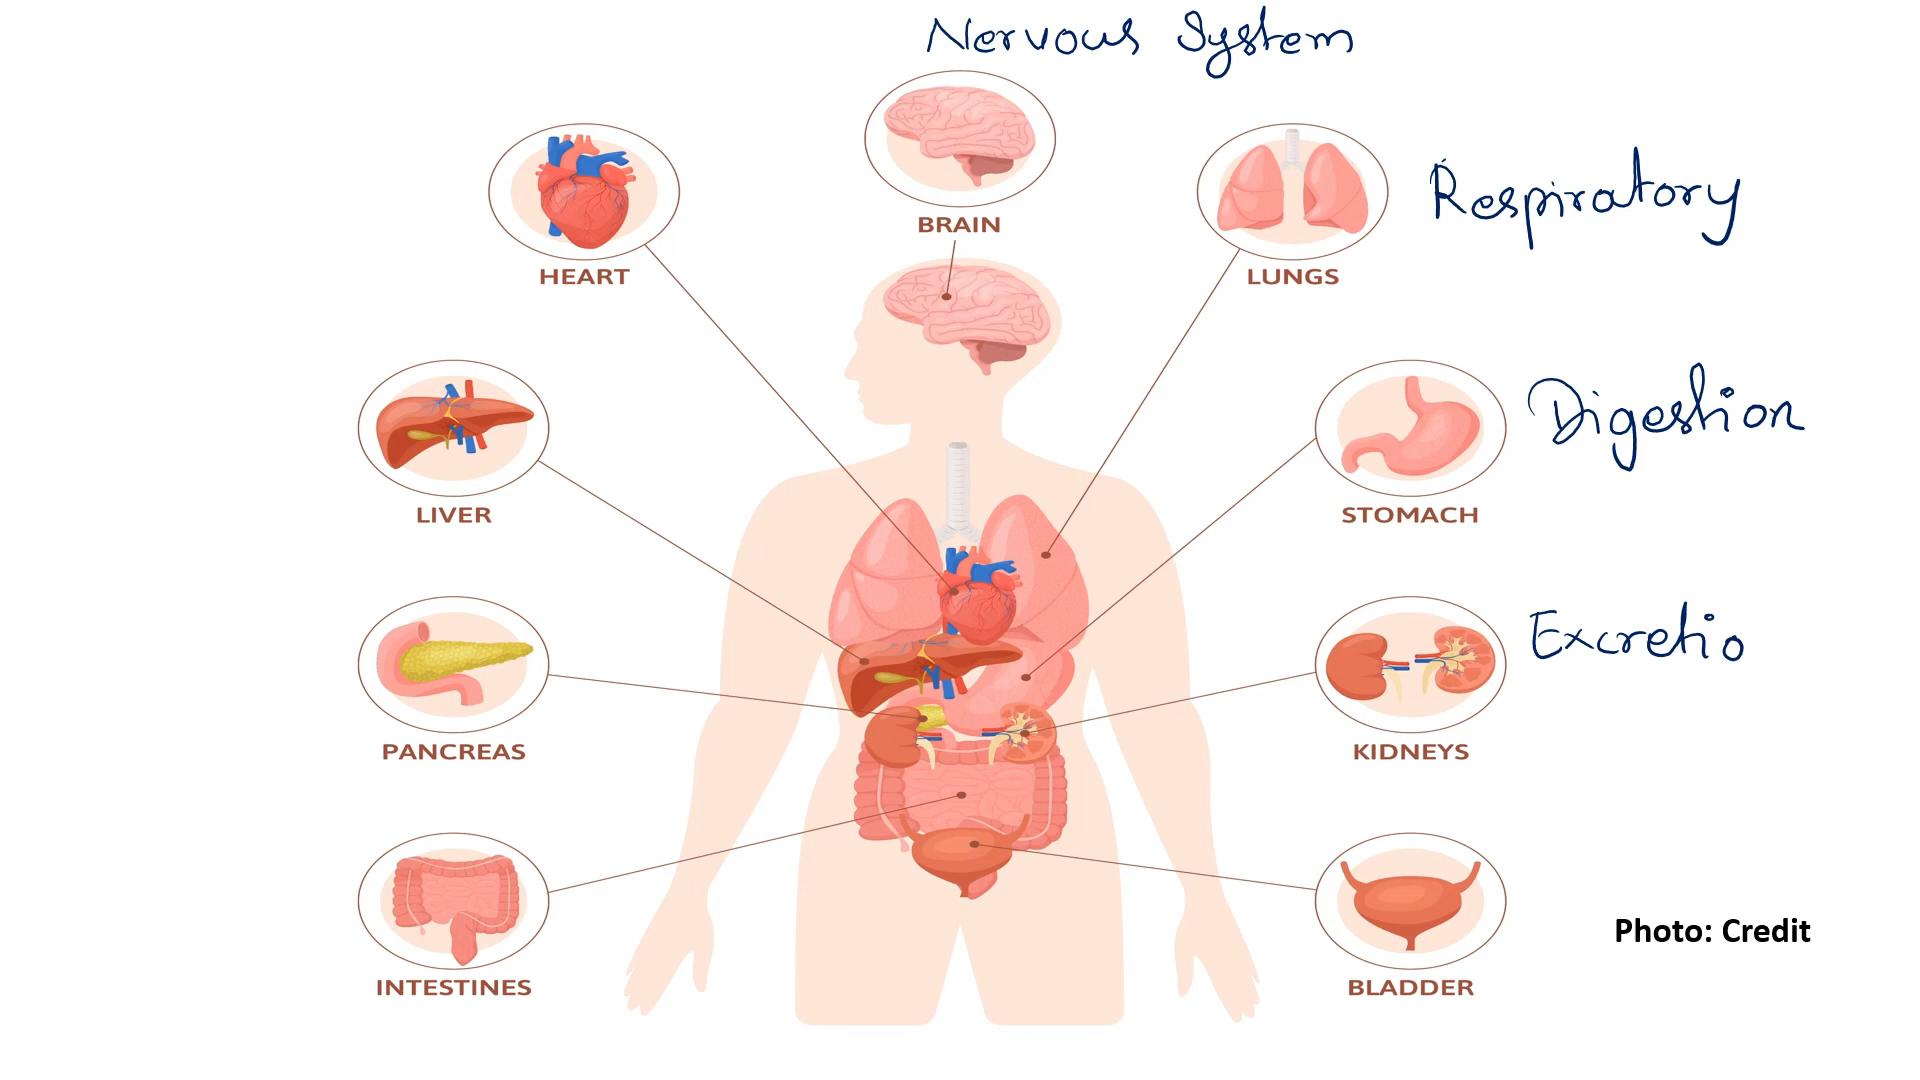 Nervous System
BRAIN
HEART
LUNGS
Respiratory
LIVER
STOMACH
Digestion
PANCREAS
KIDNEYS
Excretio
INTESTINES
BLADDER
Photo: Credit